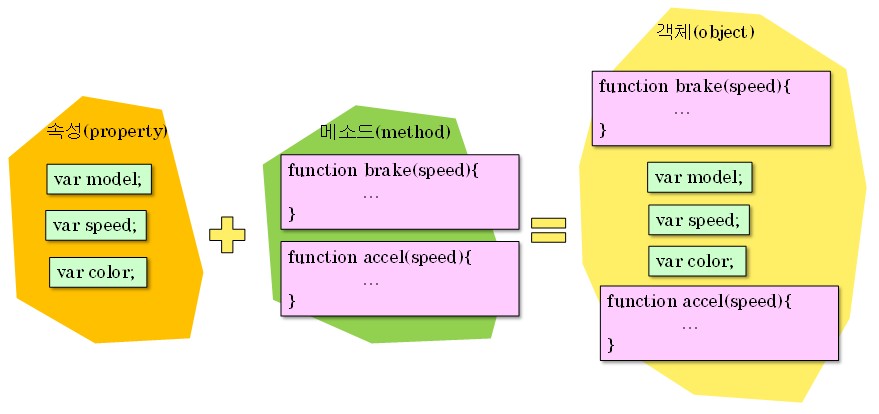 속성(property)
var model;
var speed;
var color;
메소드(method)
function brake(speed){
...
}
function accel(speed){
...
}
객체(object)
function brake(speed){
...
}
var model;
var speed;
var color;
function accel(speed){
...
}